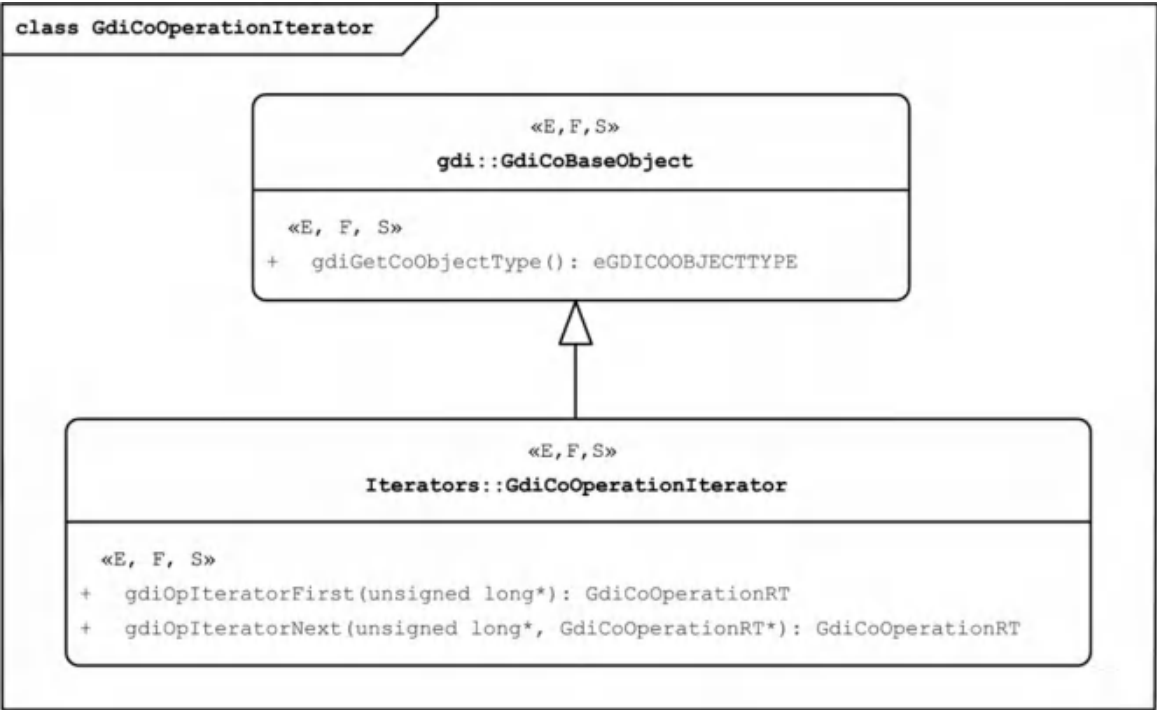 class GdiCoOperationIterator
«E,F,S»
gdi::GdiCoBaseObject
«E, F, S»
+ gdiGetCoObjectType(): eGDICOOBJECTTYPE
«E,F,S»
Iterators::GdiCoOperationIterator
«E, F, S»
+ gdiOpIteratorFirst(unsigned long*): GdiCoOperationRT
+ gdiOpIteratorNext(unsigned long*, GdiCoOperationRT*): GdiCoOperationRT